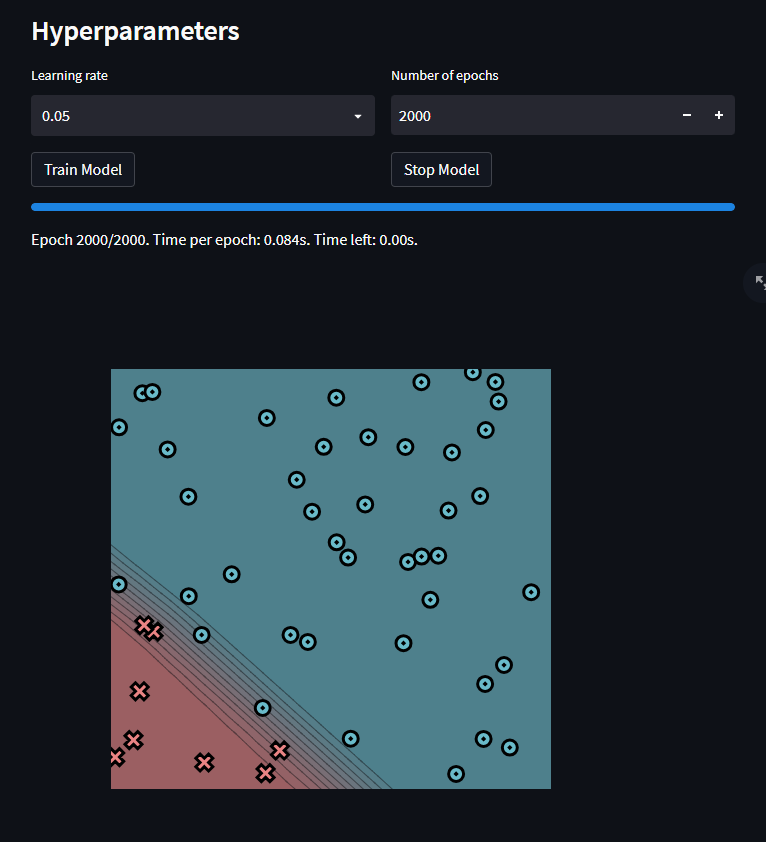 Hyperparameters
Learning rate
Number of epochs
0.05
2000
Train Model
Stop Model
Epoch 2000/2000. Time per epoch: 0.084s. Time left: 0.00s.